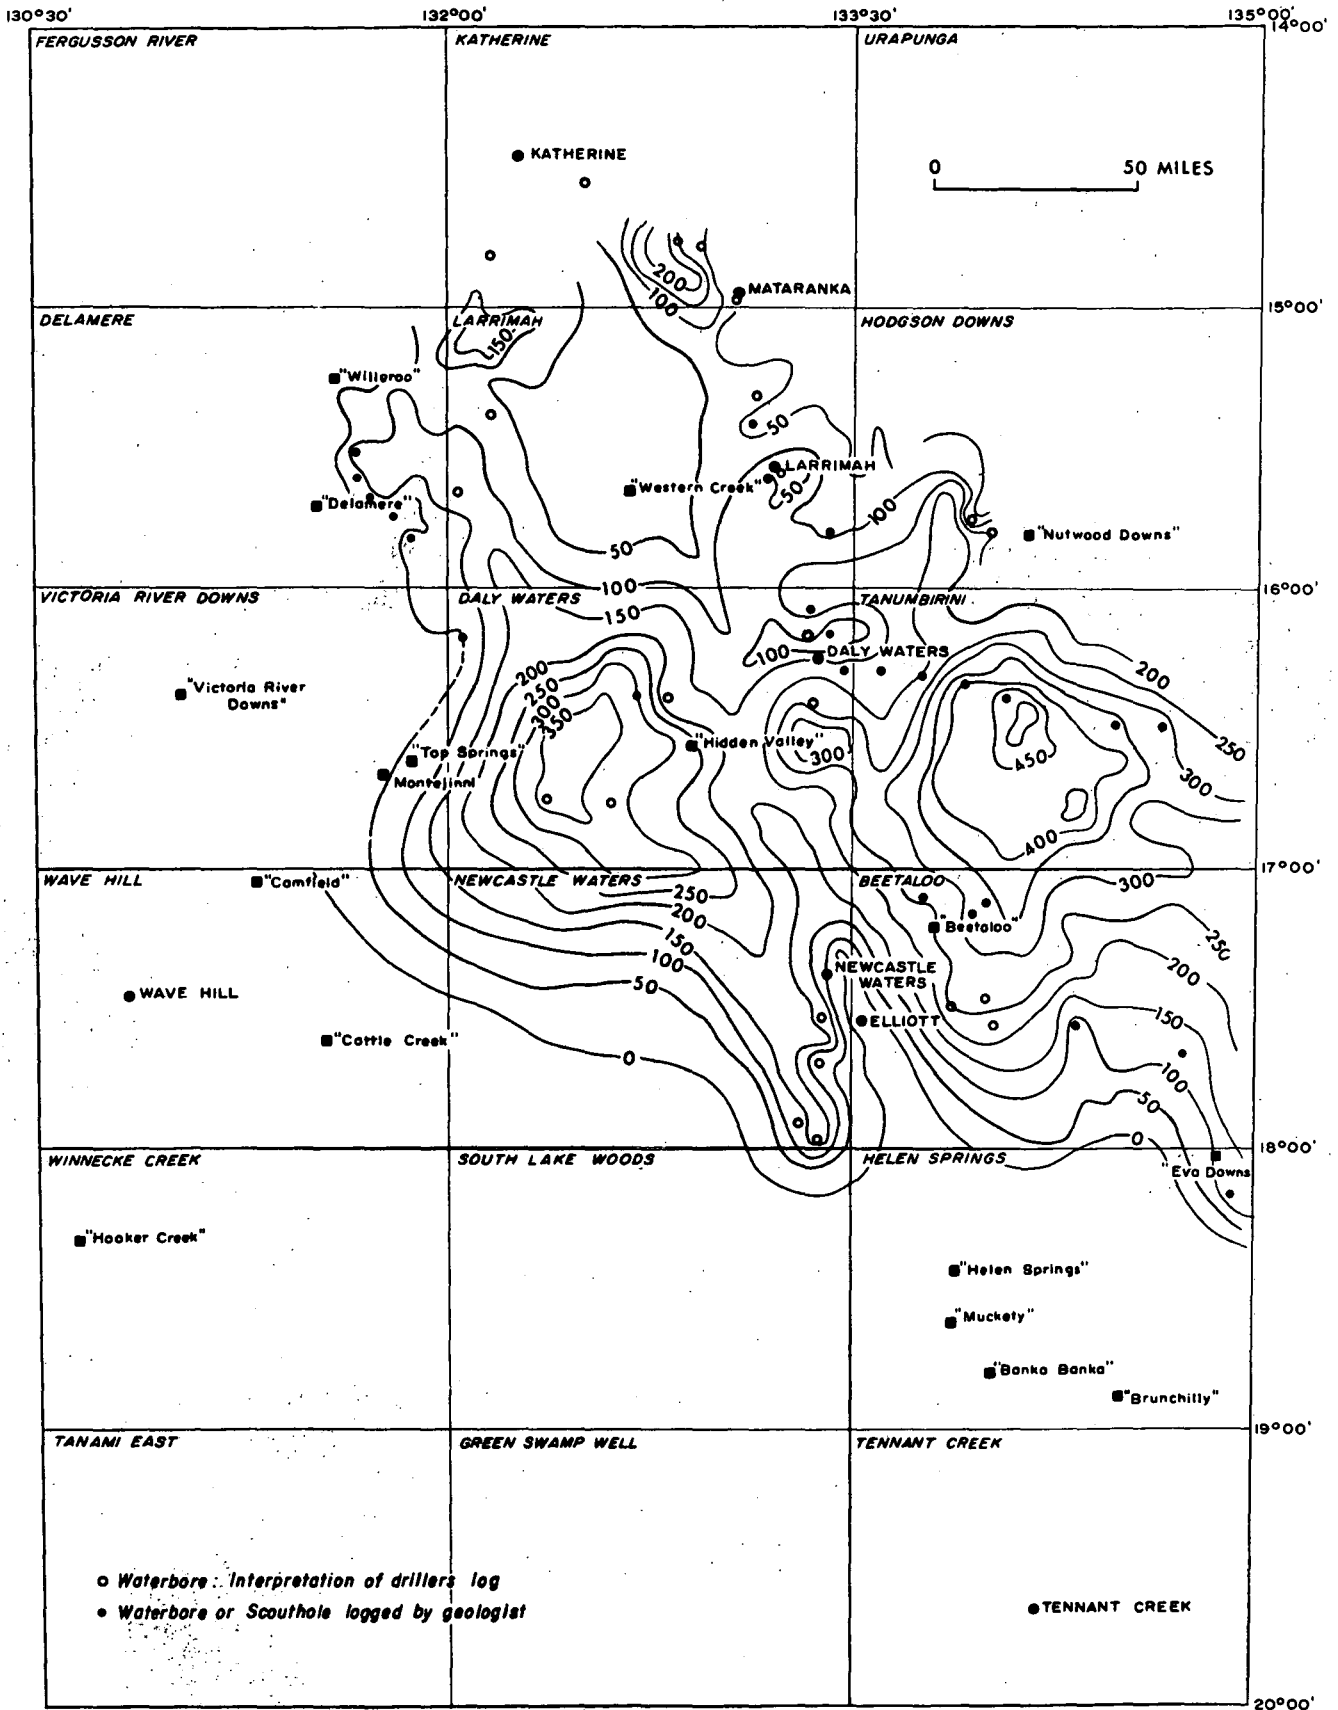 130°30'
132°00'
133°30'
135°00'
14°00'
FERGUSSON RIVER
KATHERINE
URAPUNGA
KATHERINE
0 50 MILES
200
100
MATARANKA
15°00'
DELAMERE
LARRIMAH
HODGSON DOWNS
150
"Willeroo"
50
LARRIMAH
"Western Creek"
50
"Delamere"
100
"Nutwood Downs"
50
100
16°00'
VICTORIA RIVER DOWNS
DALY WATERS
TANUMBIRINI
150
100
DALY WATERS
200
200
250
300
350
"Victoria River
Downs"
"Hidden Valley"
250
"Top Springs"
300
450
Montejinni
300
400
17°00'
WAVE HILL
NEWCASTLE WATERS
BEETALOO
"Camfield"
250
300
200
"Beetaloo"
150
250
100
NEWCASTLE
WATERS
200
50
WAVE HILL
ELLIOTT
150
"Cattle Creek"
0
100
50
0
18°00'
WINNECKE CREEK
SOUTH LAKE WOODS
HELEN SPRINGS
"Eva Downs
"Hooker Creek"
"Helen Springs"
"Muckety"
"Banka Banka"
"Brunchilly"
19°00'
TANAMI EAST
GREEN SWAMP WELL
TENNANT CREEK
Waterbore: Interpretation of drillers log
Waterbore or Scouthole logged by geologist
TENNANT CREEK
20°00'